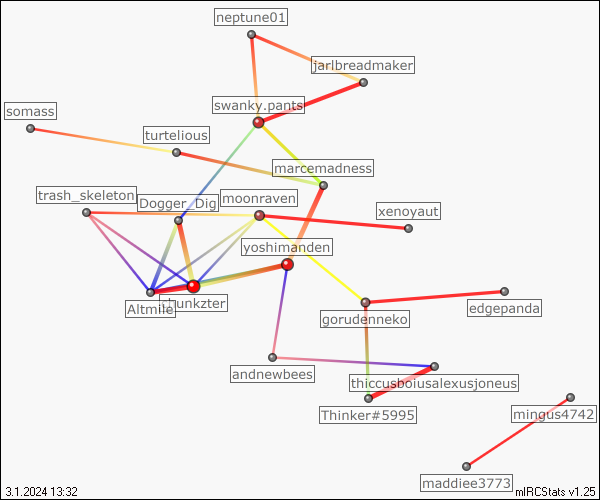 neptune01
jarlbreadmaker
swanky.pants
somass
turtelious
marcemadness
trash_skeleton
Dogger_Dig
moonraven
xenoyaut
yoshimanden
Altmile
gorudenneko
edgepanda
andnewbees
thiccusboiusalexusjoneus
Thinker#5995
mingus4742
maddiee3773
3.1.2024 13:32
mIRCStats v1.25